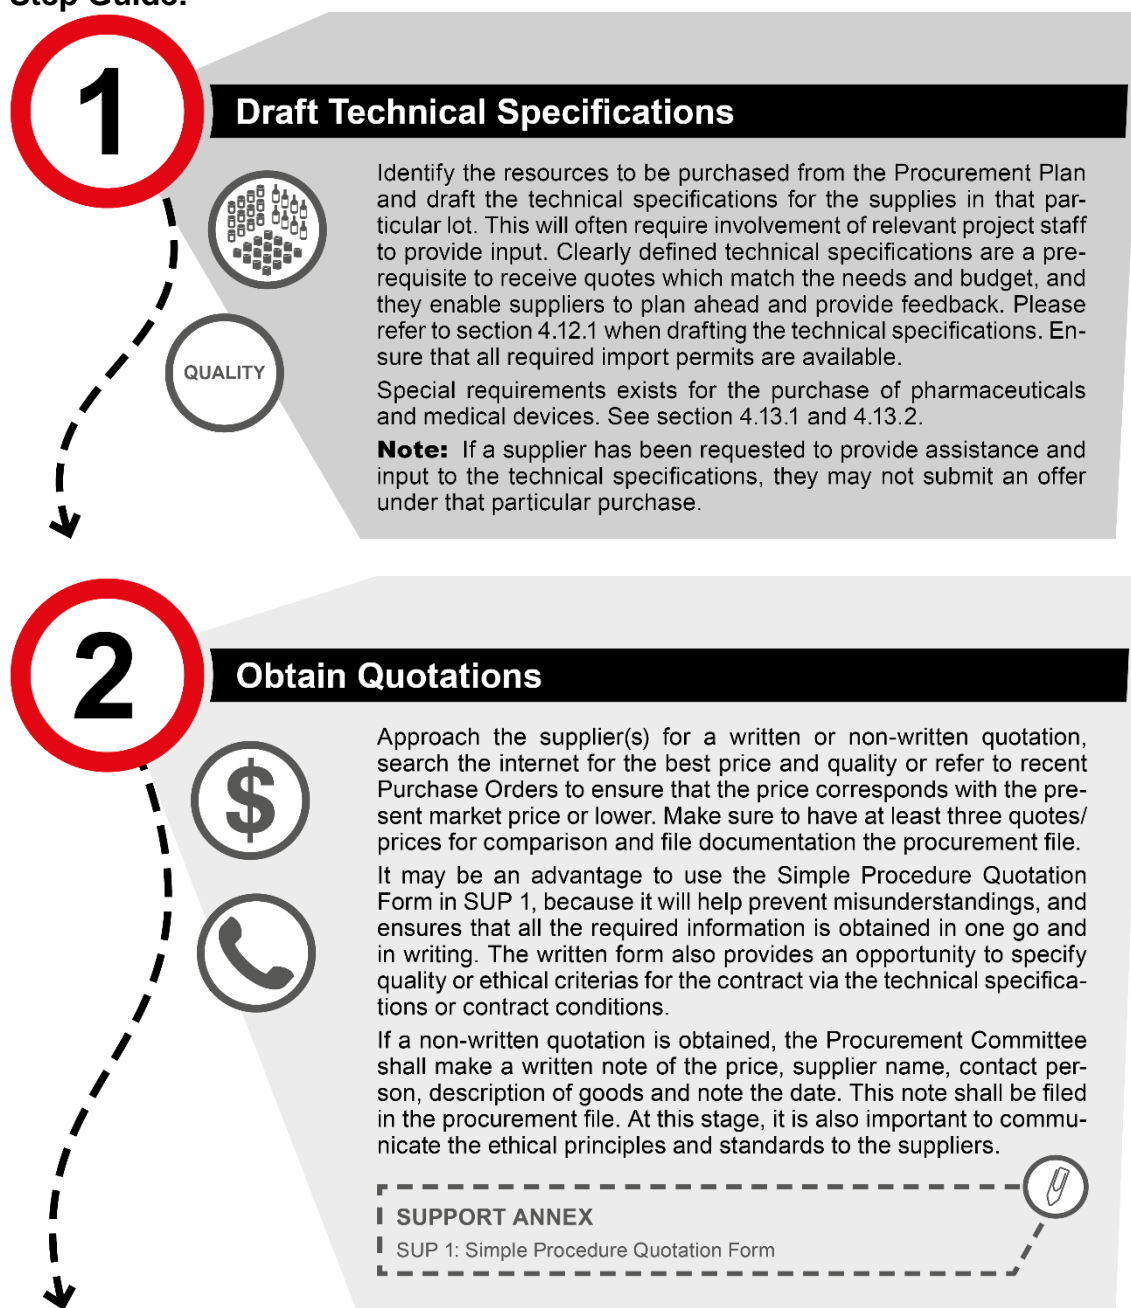 Step Guide:
1
Draft Technical Specifications
Identify the resources to be purchased from the Procurement Plan
and draft the technical specifications for the supplies in that par-
ticular lot. This will often require involvement of relevant project staff
to provide input. Clearly defined technical specifications are a pre-
requisite to receive quotes which match the needs and budget, and
they enable suppliers to plan ahead and provide feedback. Please
refer to section 4.12.1 when drafting the technical specifications. En-
sure that all required import permits are available.
QUALITY
Special requirements exists for the purchase of pharmaceuticals
and medical devices. See section 4.13.1 and 4.13.2.
Note: If a supplier has been requested to provide assistance and
input to the technical specifications, they may not submit an offer
under that particular purchase.
2
Obtain Quotations
$
Approach the supplier(s) for a written or non-written quotation,
search the internet for the best price and quality or refer to recent
Purchase Orders to ensure that the price corresponds with the pre-
sent market price or lower. Make sure to have at least three quotes/
prices for comparison and file documentation the procurement file.
It may be an advantage to use the Simple Procedure Quotation
Form in SUP 1, because it will help prevent misunderstandings, and
ensures that all the required information is obtained in one go and
in writing. The written form also provides an opportunity to specify
quality or ethical criterias for the contract via the technical specifica-
tions or contract conditions.
If a non-written quotation is obtained, the Procurement Committee
shall make a written note of the price, supplier name, contact per-
son, description of goods and note the date. This note shall be filed
in the procurement file. At this stage, it is also important to commu-
nicate the ethical principles and standards to the suppliers.
SUPPORT ANNEX
SUP 1: Simple Procedure Quotation Form